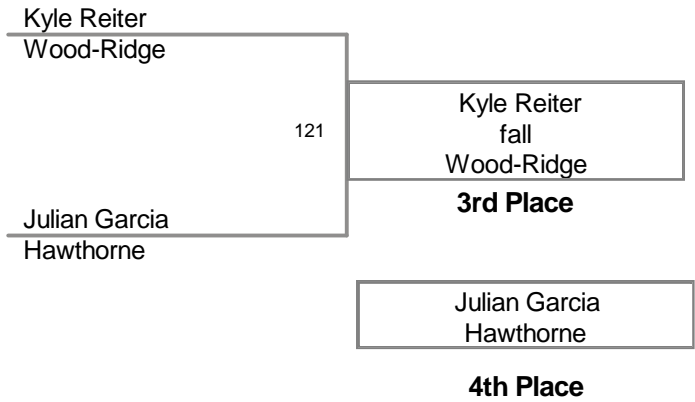 Kyle Reiter
Wood-Ridge
121
Kyle Reiter
fall
Wood-Ridge
3rd Place
Julian Garcia
Hawthorne
Julian Garcia
Hawthorne
4th Place